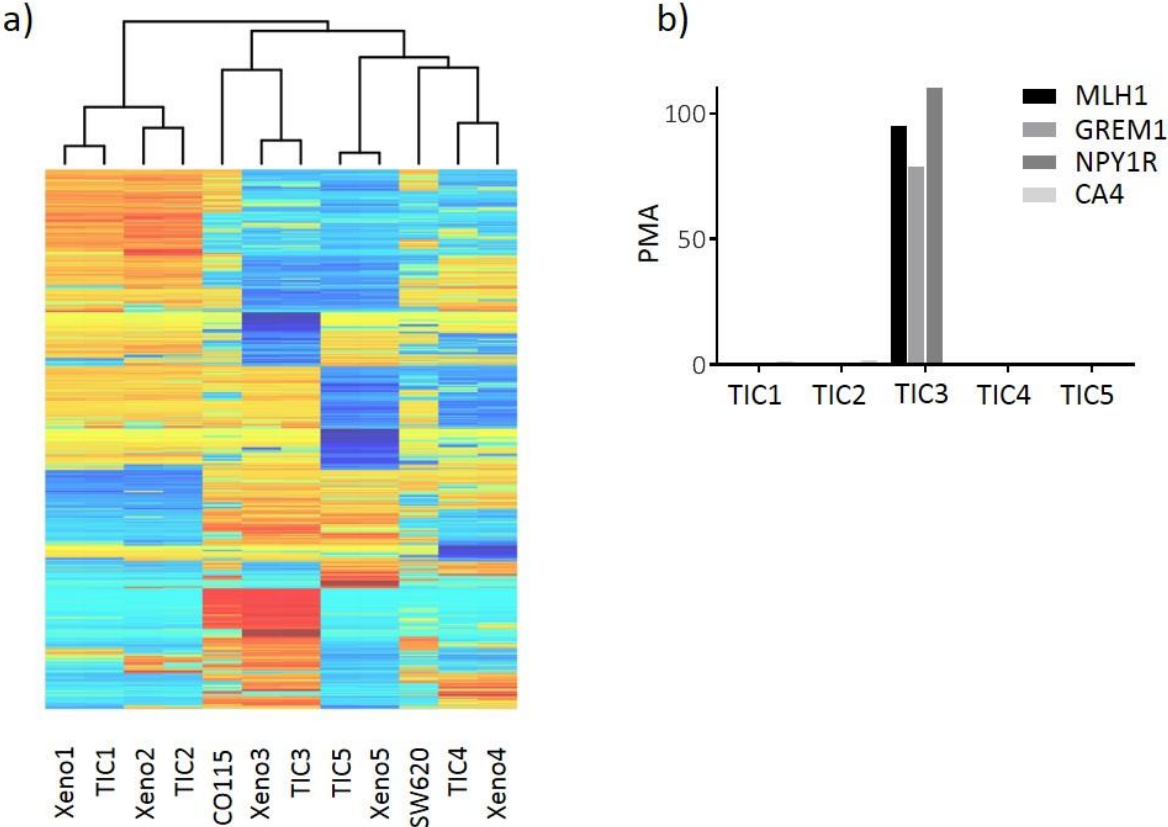 a)
Xeno1
TIC1
Xeno2
TIC2
CO115
Xeno3
TIC3
TIC5
Xeno5
SW620
TIC4
Xeno4
b)
PMA
100
50
0
TIC1 TIC2 TIC3 TIC4 TIC5
MLH1
GREM1
NPY1R
CA4